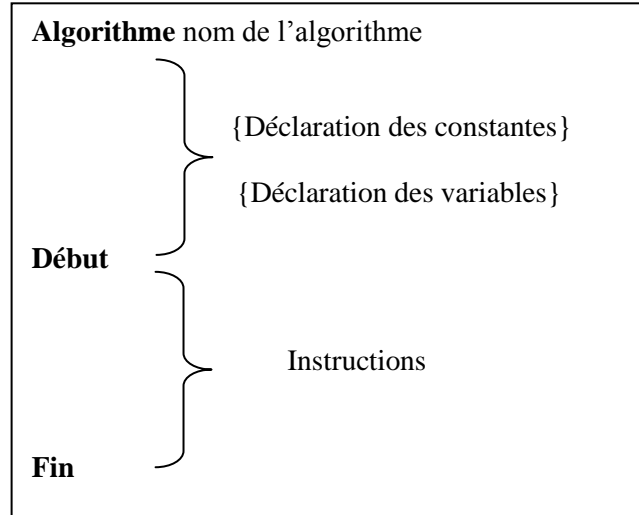 Algorithme nom de l’algorithme
{Déclaration des constantes}
{Déclaration des variables}
Début
Instructions
Fin